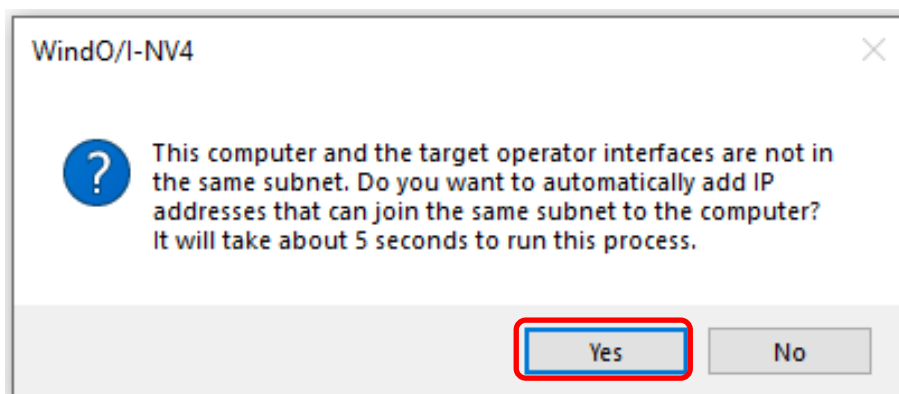 WindO/I-NV4
This computer and the target operator interfaces are not in
the same subnet. Do you want to automatically add IP
addresses that can join the same subnet to the computer?
It will take about 5 seconds to run this process.
Yes
No